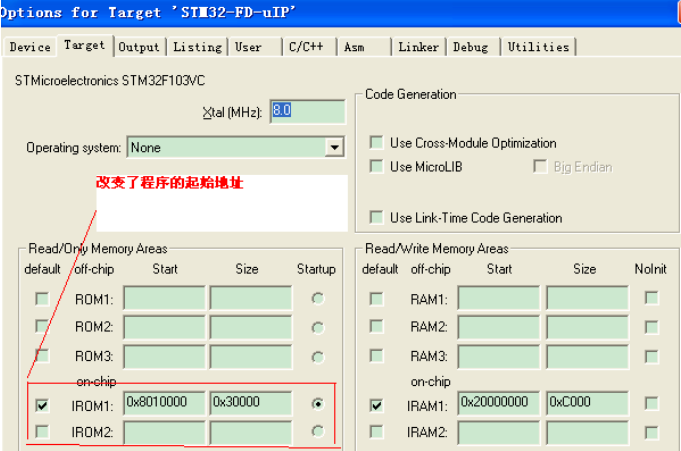 Options for Target 'STM32-FD-uIP'
Device Target Output Listing User C/C++ Asm Linker Debug Utilities
STMicroelectronics STM32F103VC
Xtal (MHz): 8.0
Operating system: None
改变了程序的起始地址
Code Generation
Use Cross-Module Optimization
Use MicroLIB Big Endian
Use Link-Time Code Generation
Read/Only Memory Areas
default off-chip Start Size Startup
ROM1:
ROM2:
ROM3:
on-chip
IROM1: 0x8010000 0x30000
IROM2:
Read/Write Memory Areas
default off-chip Start Size NoInit
RAM1:
RAM2:
RAM3:
on-chip
IRAM1: 0x20000000 0xC000
IRAM2: